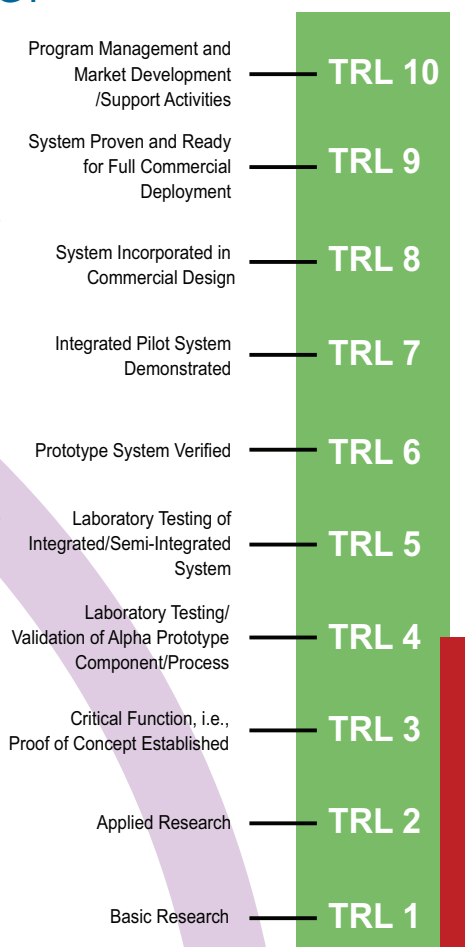 Program Management and
Market Development
/Support Activities
TRL 10
System Proven and Ready
for Full Commercial
Deployment
TRL 9
System Incorporated in
Commercial Design
TRL 8
Integrated Pilot System
Demonstrated
TRL 7
Prototype System Verified
TRL 6
Laboratory Testing of
Integrated/Semi-Integrated
System
TRL 5
Laboratory Testing/
Validation of Alpha Prototype
Component/Process
TRL 4
Critical Function, i.e.,
Proof of Concept Established
TRL 3
Applied Research
TRL 2
Basic Research
TRL 1